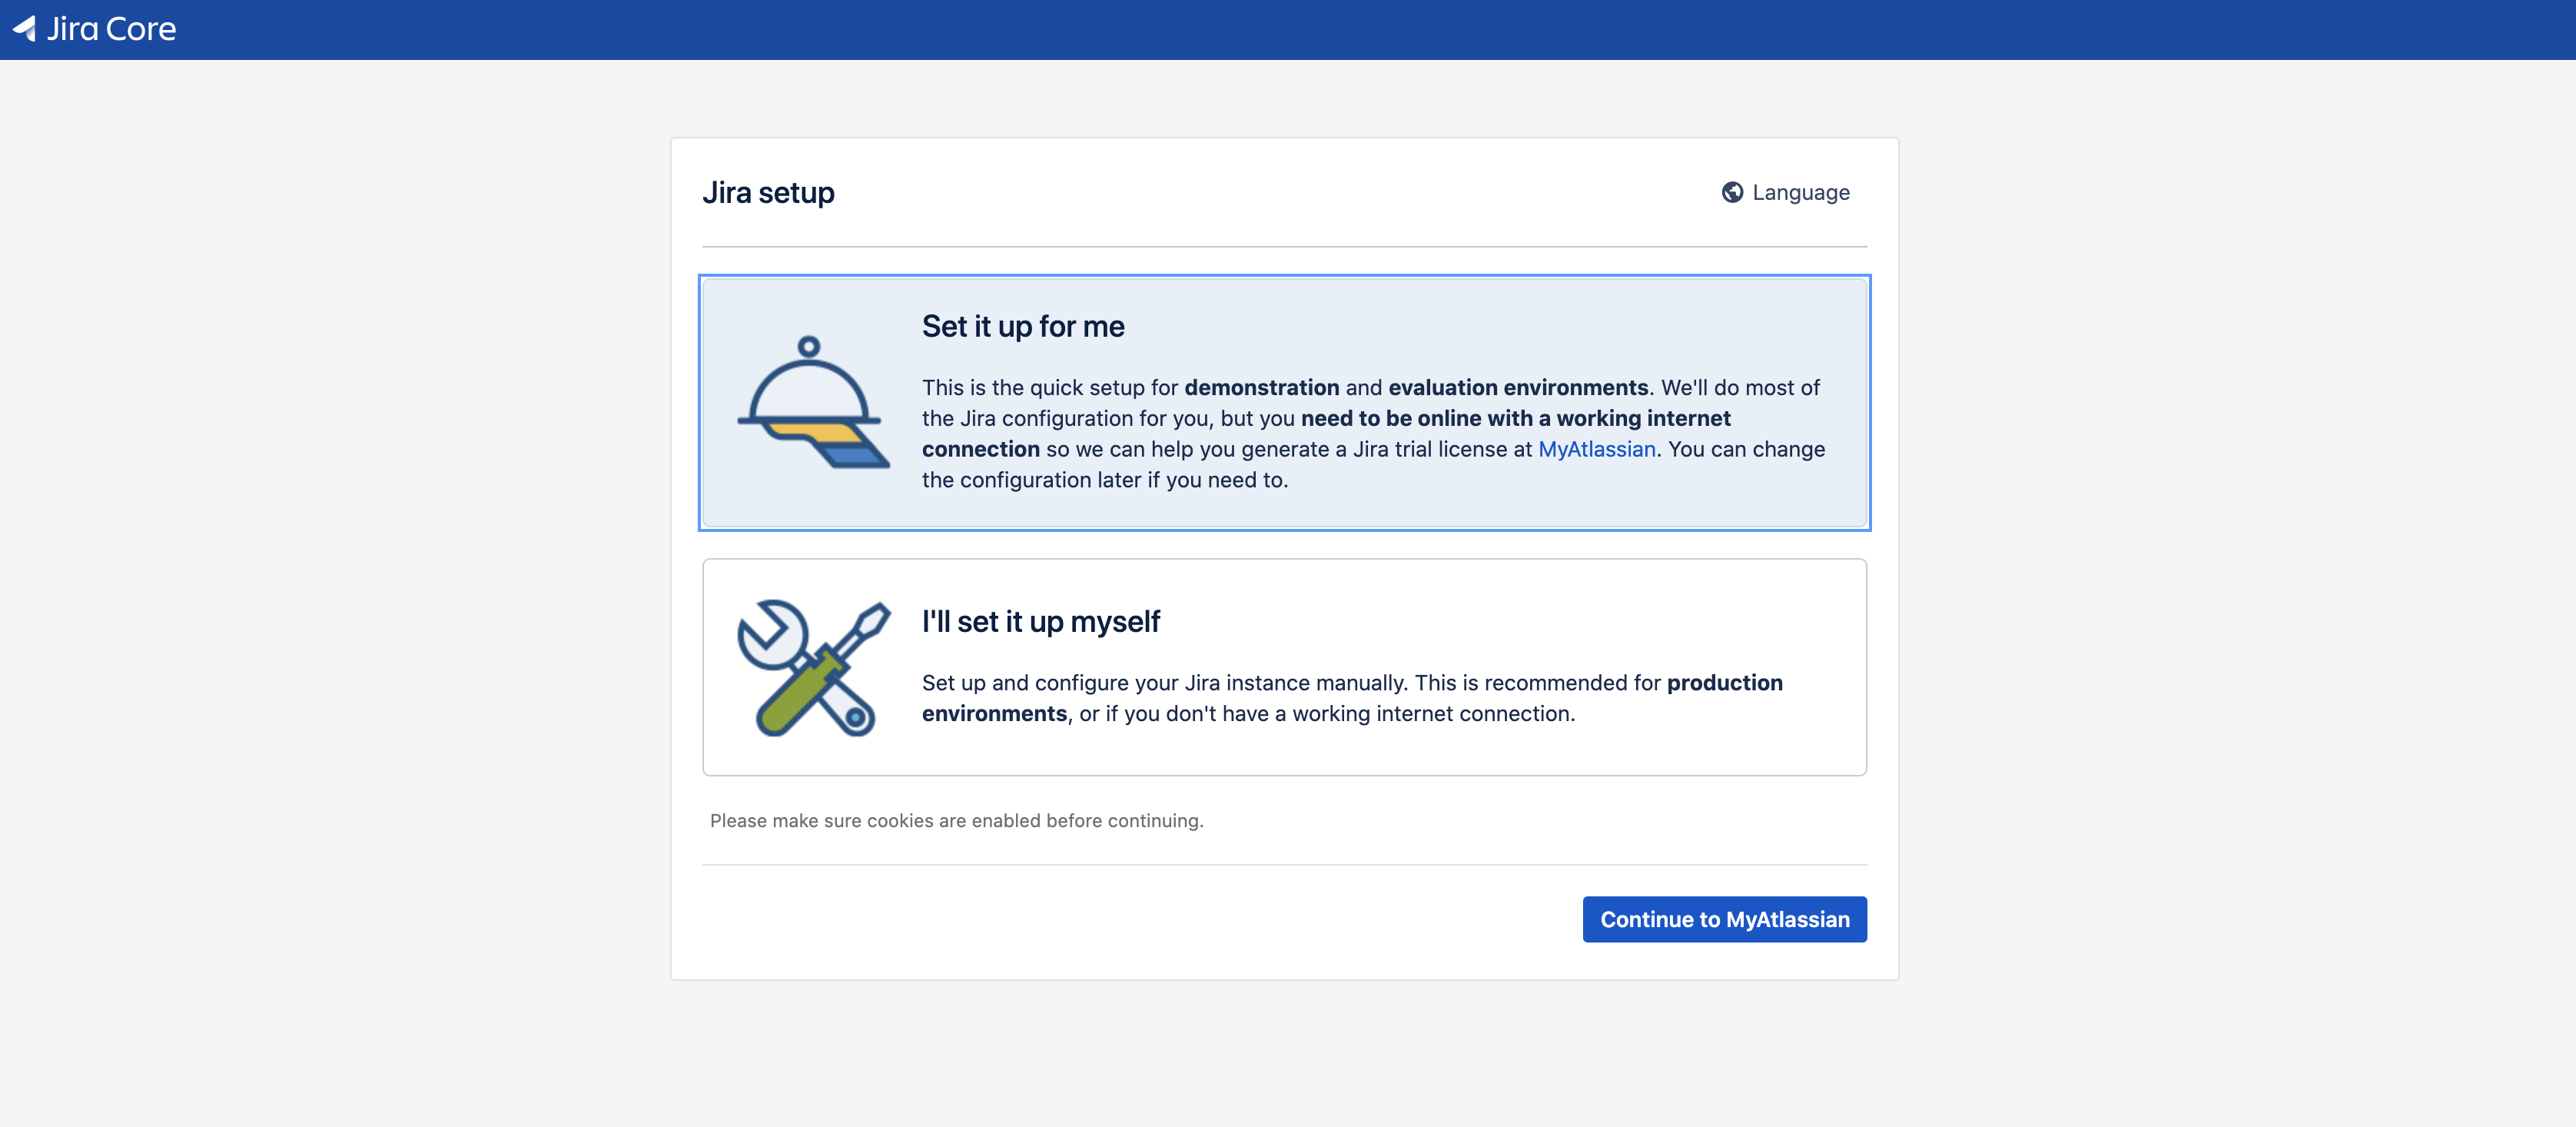 Jira Core
Jira setup
Language
Set it up for me
This is the quick setup for demonstration and evaluation environments. We'll do most of
the Jira configuration for you, but you need to be online with a working internet
connection so we can help you generate a Jira trial license at MyAtlassian. You can change
the configuration later if you need to.
I'll set it up myself
Set up and configure your Jira instance manually. This is recommended for production
environments, or if you don't have a working internet connection.
Please make sure cookies are enabled before continuing.
Continue to MyAtlassian